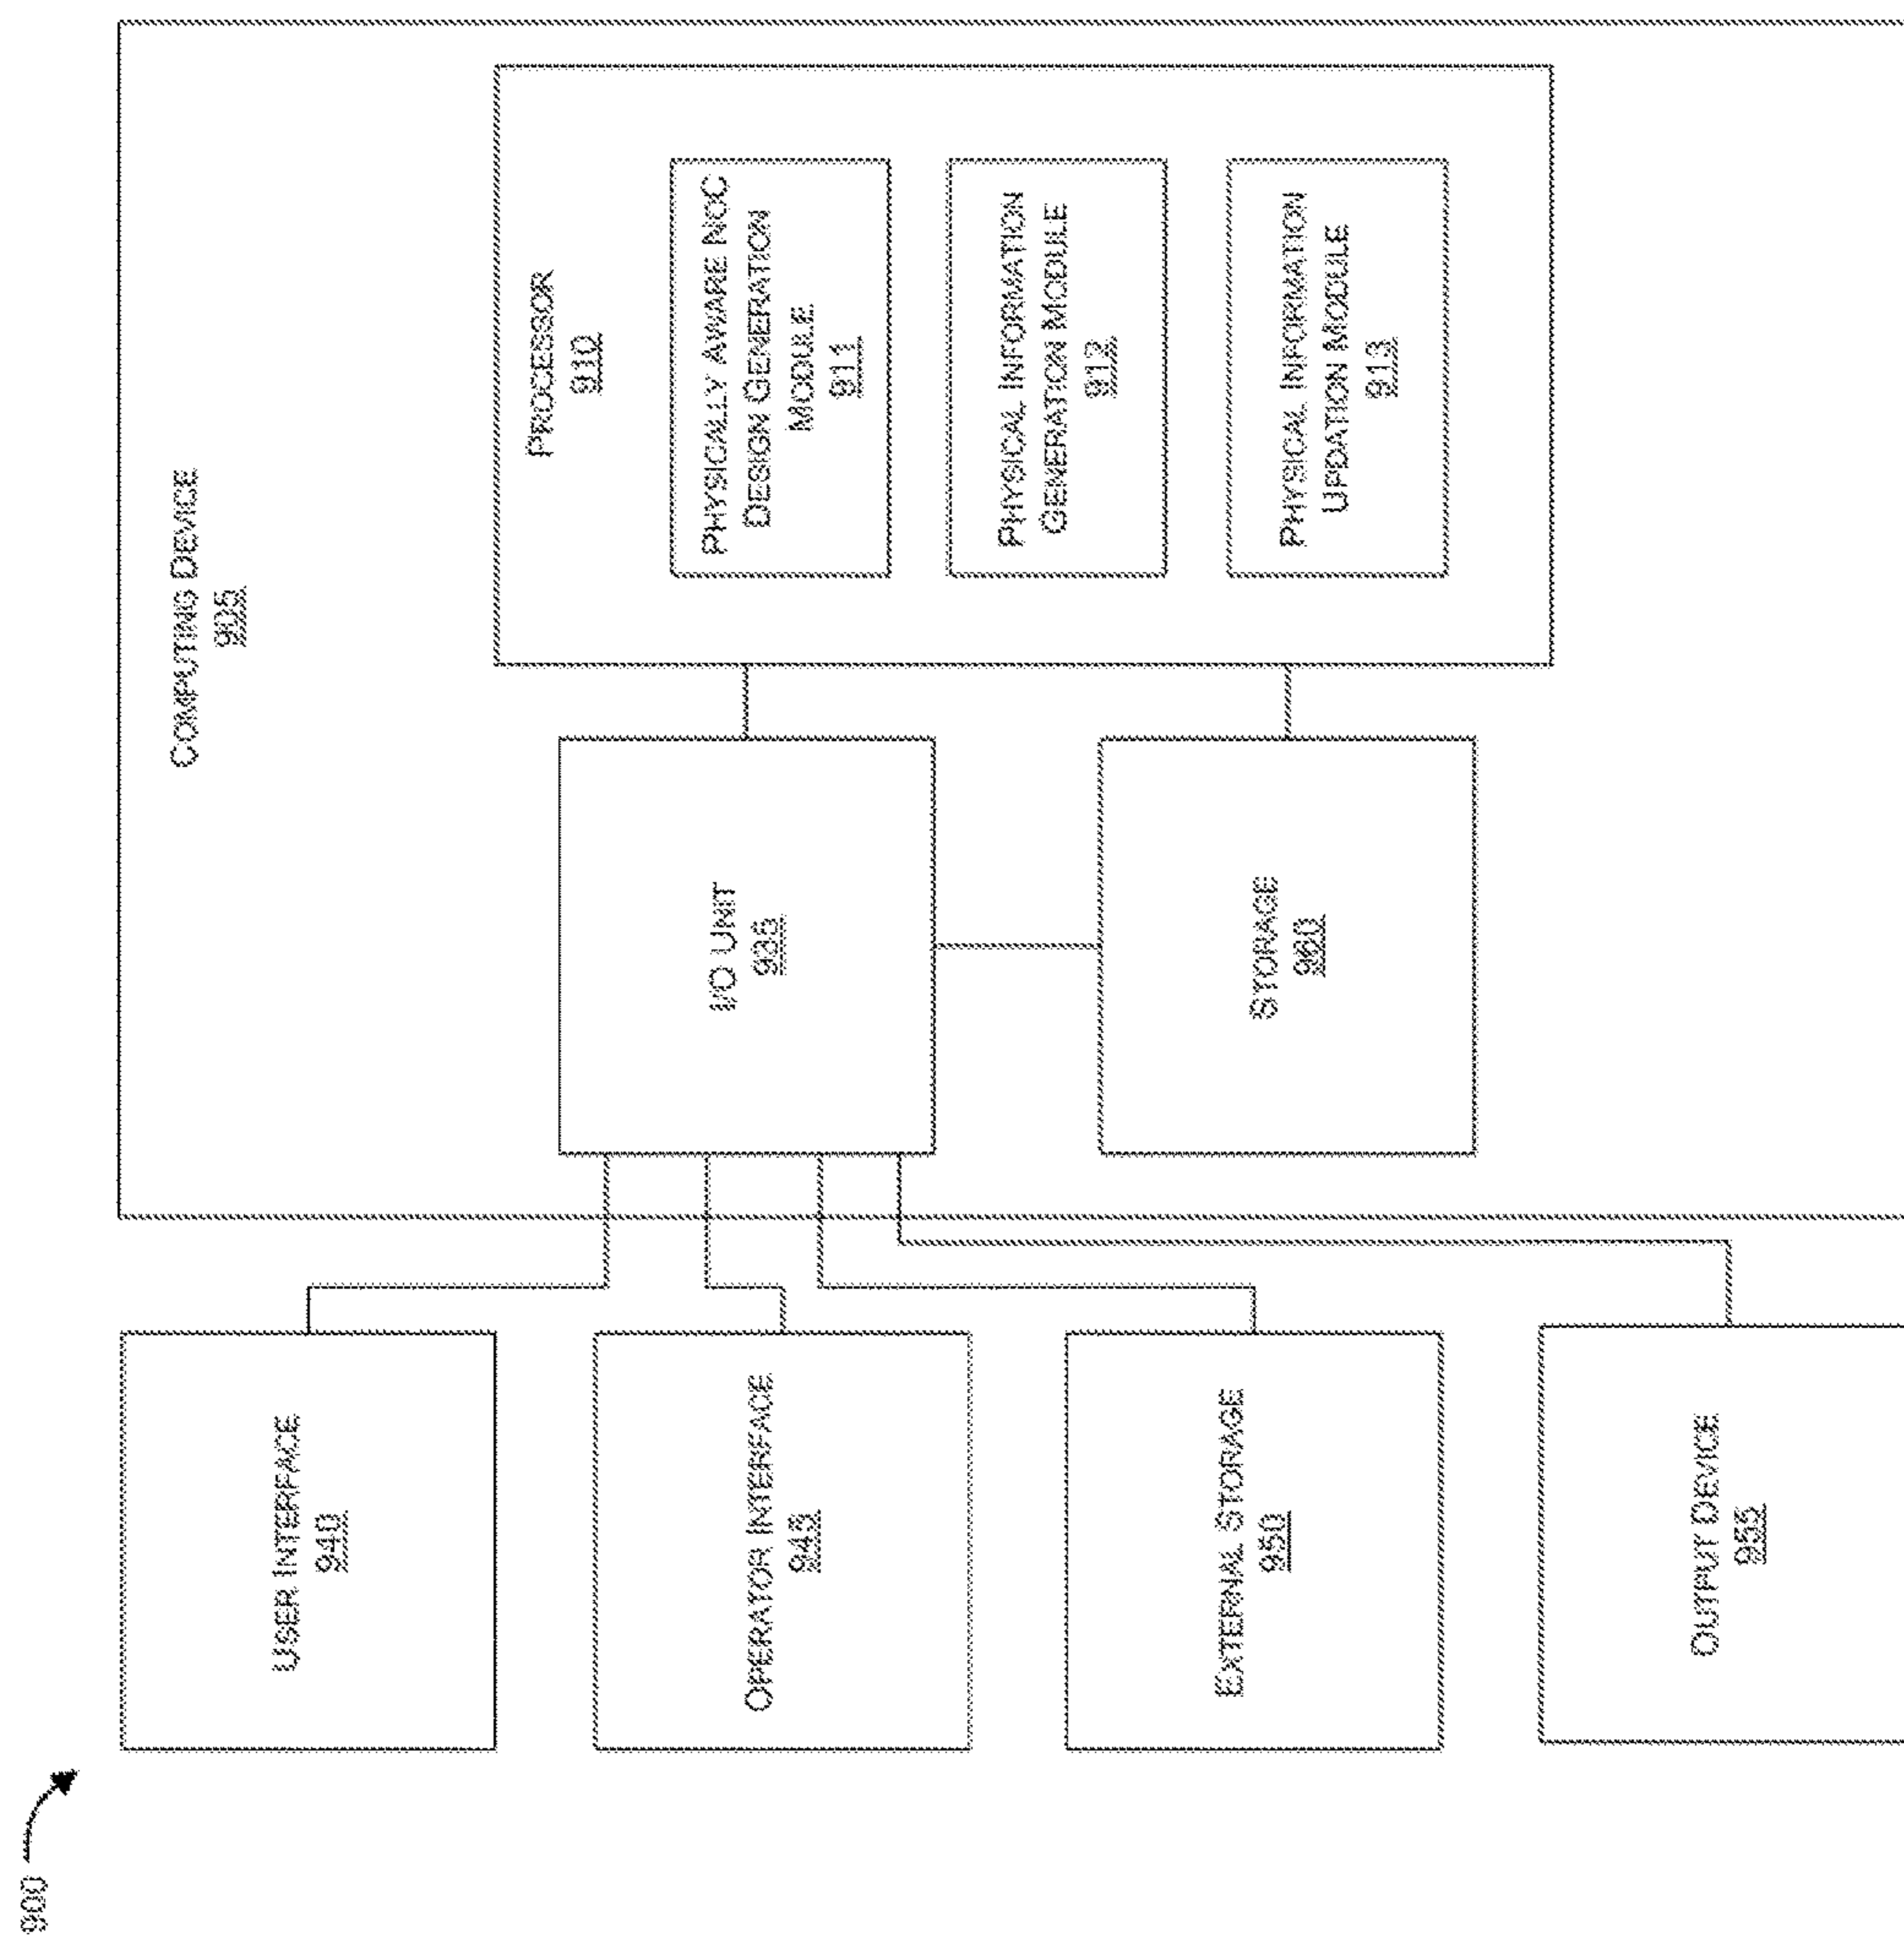 900
USER INTERFACE
940
OPERATOR INTERFACE
945
EXTERNAL STORAGE
950
OUTPUT DEVICE
955
COMPUTING DEVICE
905
I/O UNIT
935
STORAGE
960
PROCESSOR
910
PHYSICALLY AWARE NOC
DESIGN GENERATION
MODULE
911
PHYSICAL INFORMATION
GENERATION MODULE
912
PHYSICAL INFORMATION
UPDATION MODULE
913